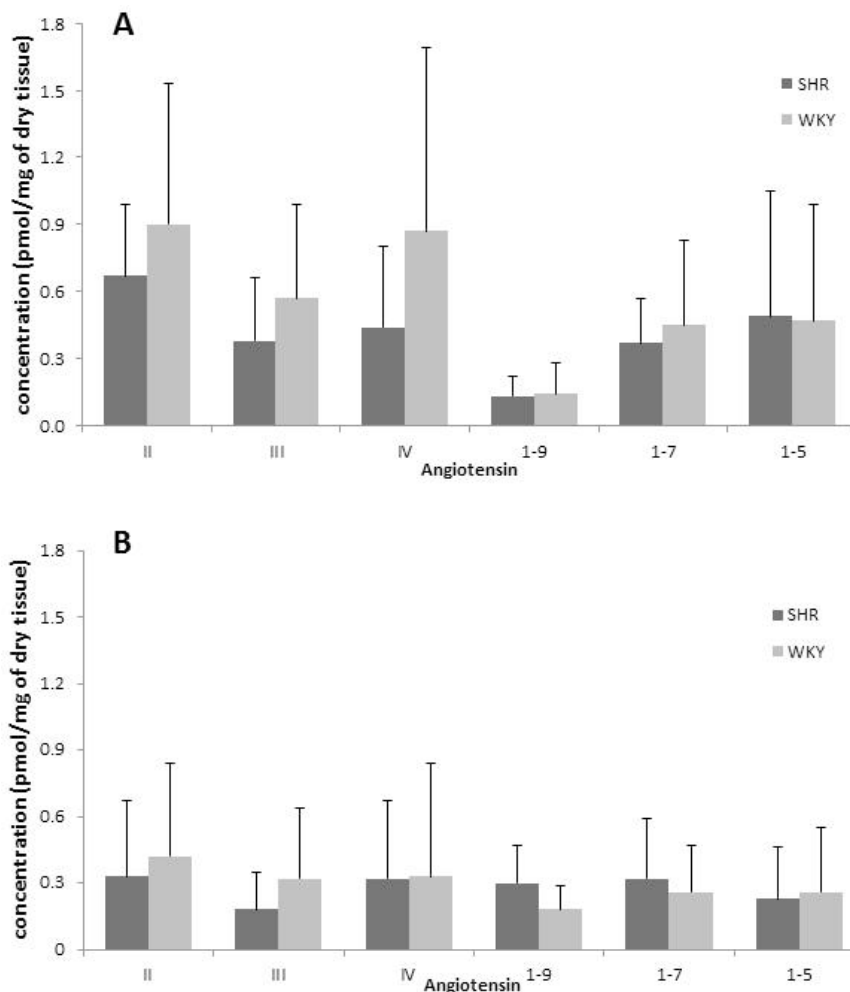 A
concentration (pmol/mg of dry tissue)
1.8
1.5
1.2
0.9
0.6
0.3
0.0
SHR
WKY
II III IV 1-9 1-7 1-5
Angiotensin
B
concentration (pmol/mg of dry tissue)
1.8
1.5
1.2
0.9
0.6
0.3
0
SHR
WKY
II III IV 1-9 1-7 1-5
Angiotensin